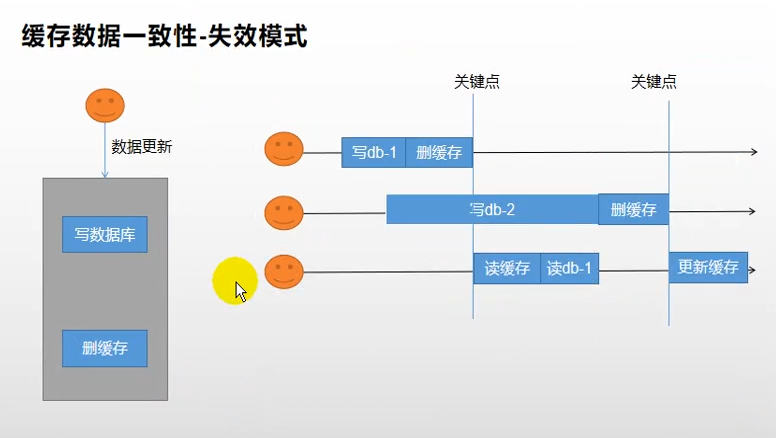 缓存数据一致性-失效模式
数据更新
写数据库
删缓存
关键点
关键点
写db-1
删缓存
写db-2
删缓存
读缓存
读db-1
更新缓存